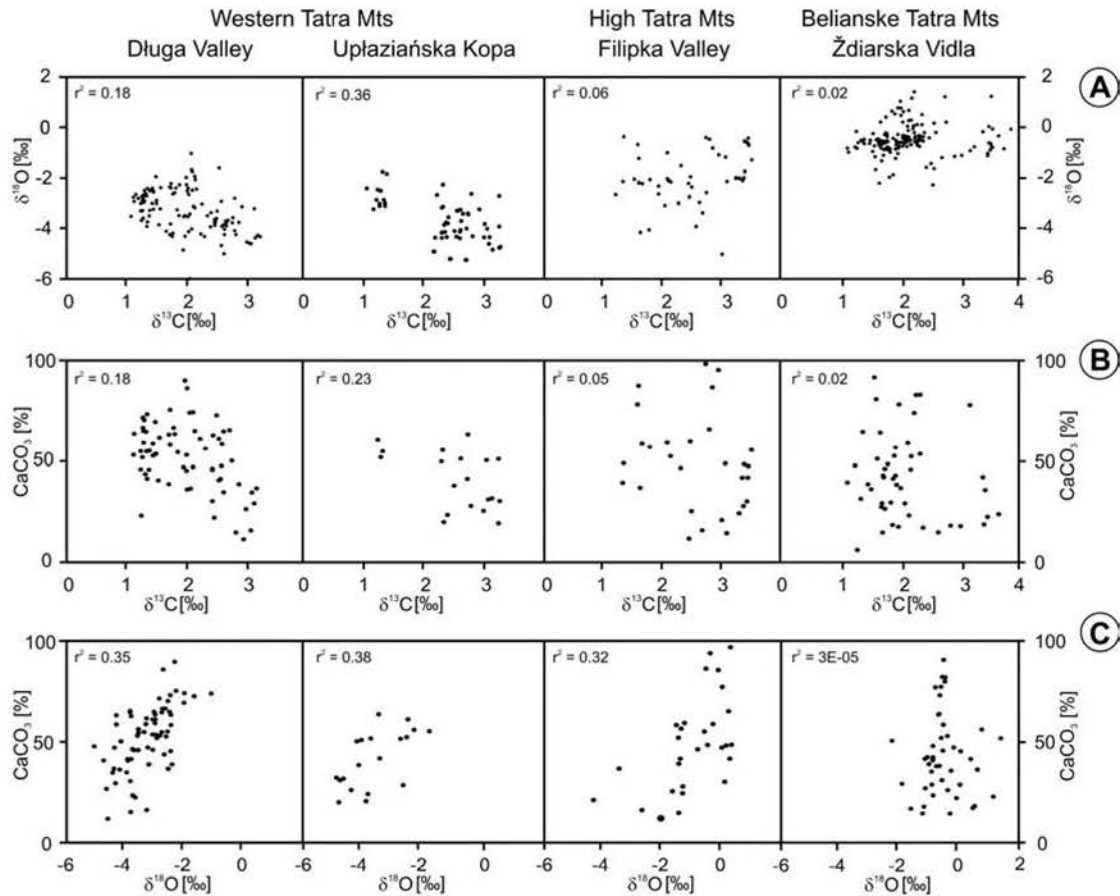 Western Tatra Mts High Tatra Mts Belianske Tatra Mts
Długa Valley Upłaziańska Kopa Filipka Valley Ždiarska Vidla
A
r² = 0.18 r² = 0.36 r² = 0.06 r² = 0.02
2 0 -2 -4 -6
δ¹⁸O[‰]
2 0 -2 -4 -6
δ¹⁸O[‰]
0 1 2 3 0 1 2 3 0 1 2 3 0 1 2 3 4
δ¹³C[‰] δ¹³C[‰] δ¹³C[‰] δ¹³C[‰]
B
r² = 0.18 r² = 0.23 r² = 0.05 r² = 0.02
100 50 0
CaCO₃ [%]
100 50 0
CaCO₃ [%]
0 1 2 3 0 1 2 3 0 1 2 3 0 1 2 3 4
δ¹³C[‰] δ¹³C[‰] δ¹³C[‰] δ¹³C[‰]
C
r² = 0.35 r² = 0.38 r² = 0.32 r² = 3E-05
100 50 0
CaCO₃ [%]
100 50 0
CaCO₃ [%]
-6 -4 -2 0 -6 -4 -2 0 -6 -4 -2 0 -6 -4 -2 0 2
δ¹⁸O[‰] δ¹⁸O[‰] δ¹⁸O[‰] δ¹⁸O[‰]